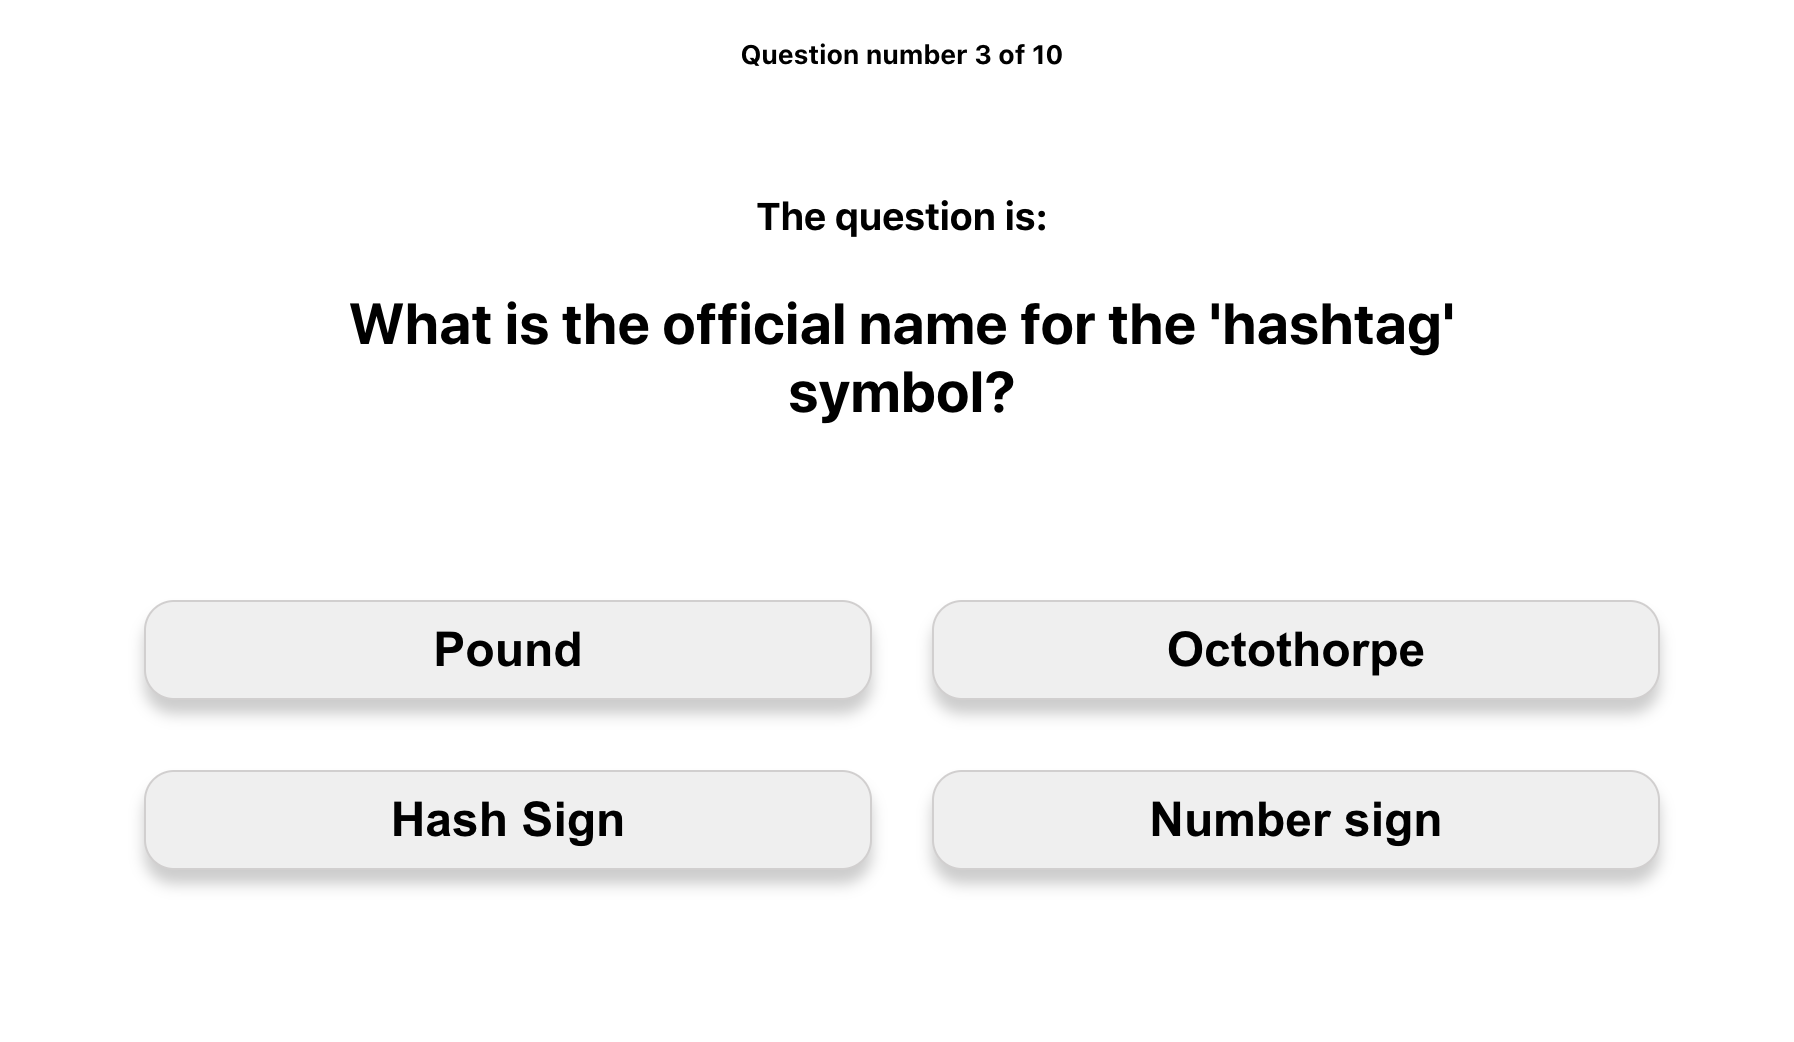 Question number 3 of 10
The question is:
What is the official name for the 'hashtag'
symbol?
Pound
Octothorpe
Hash Sign
Number sign